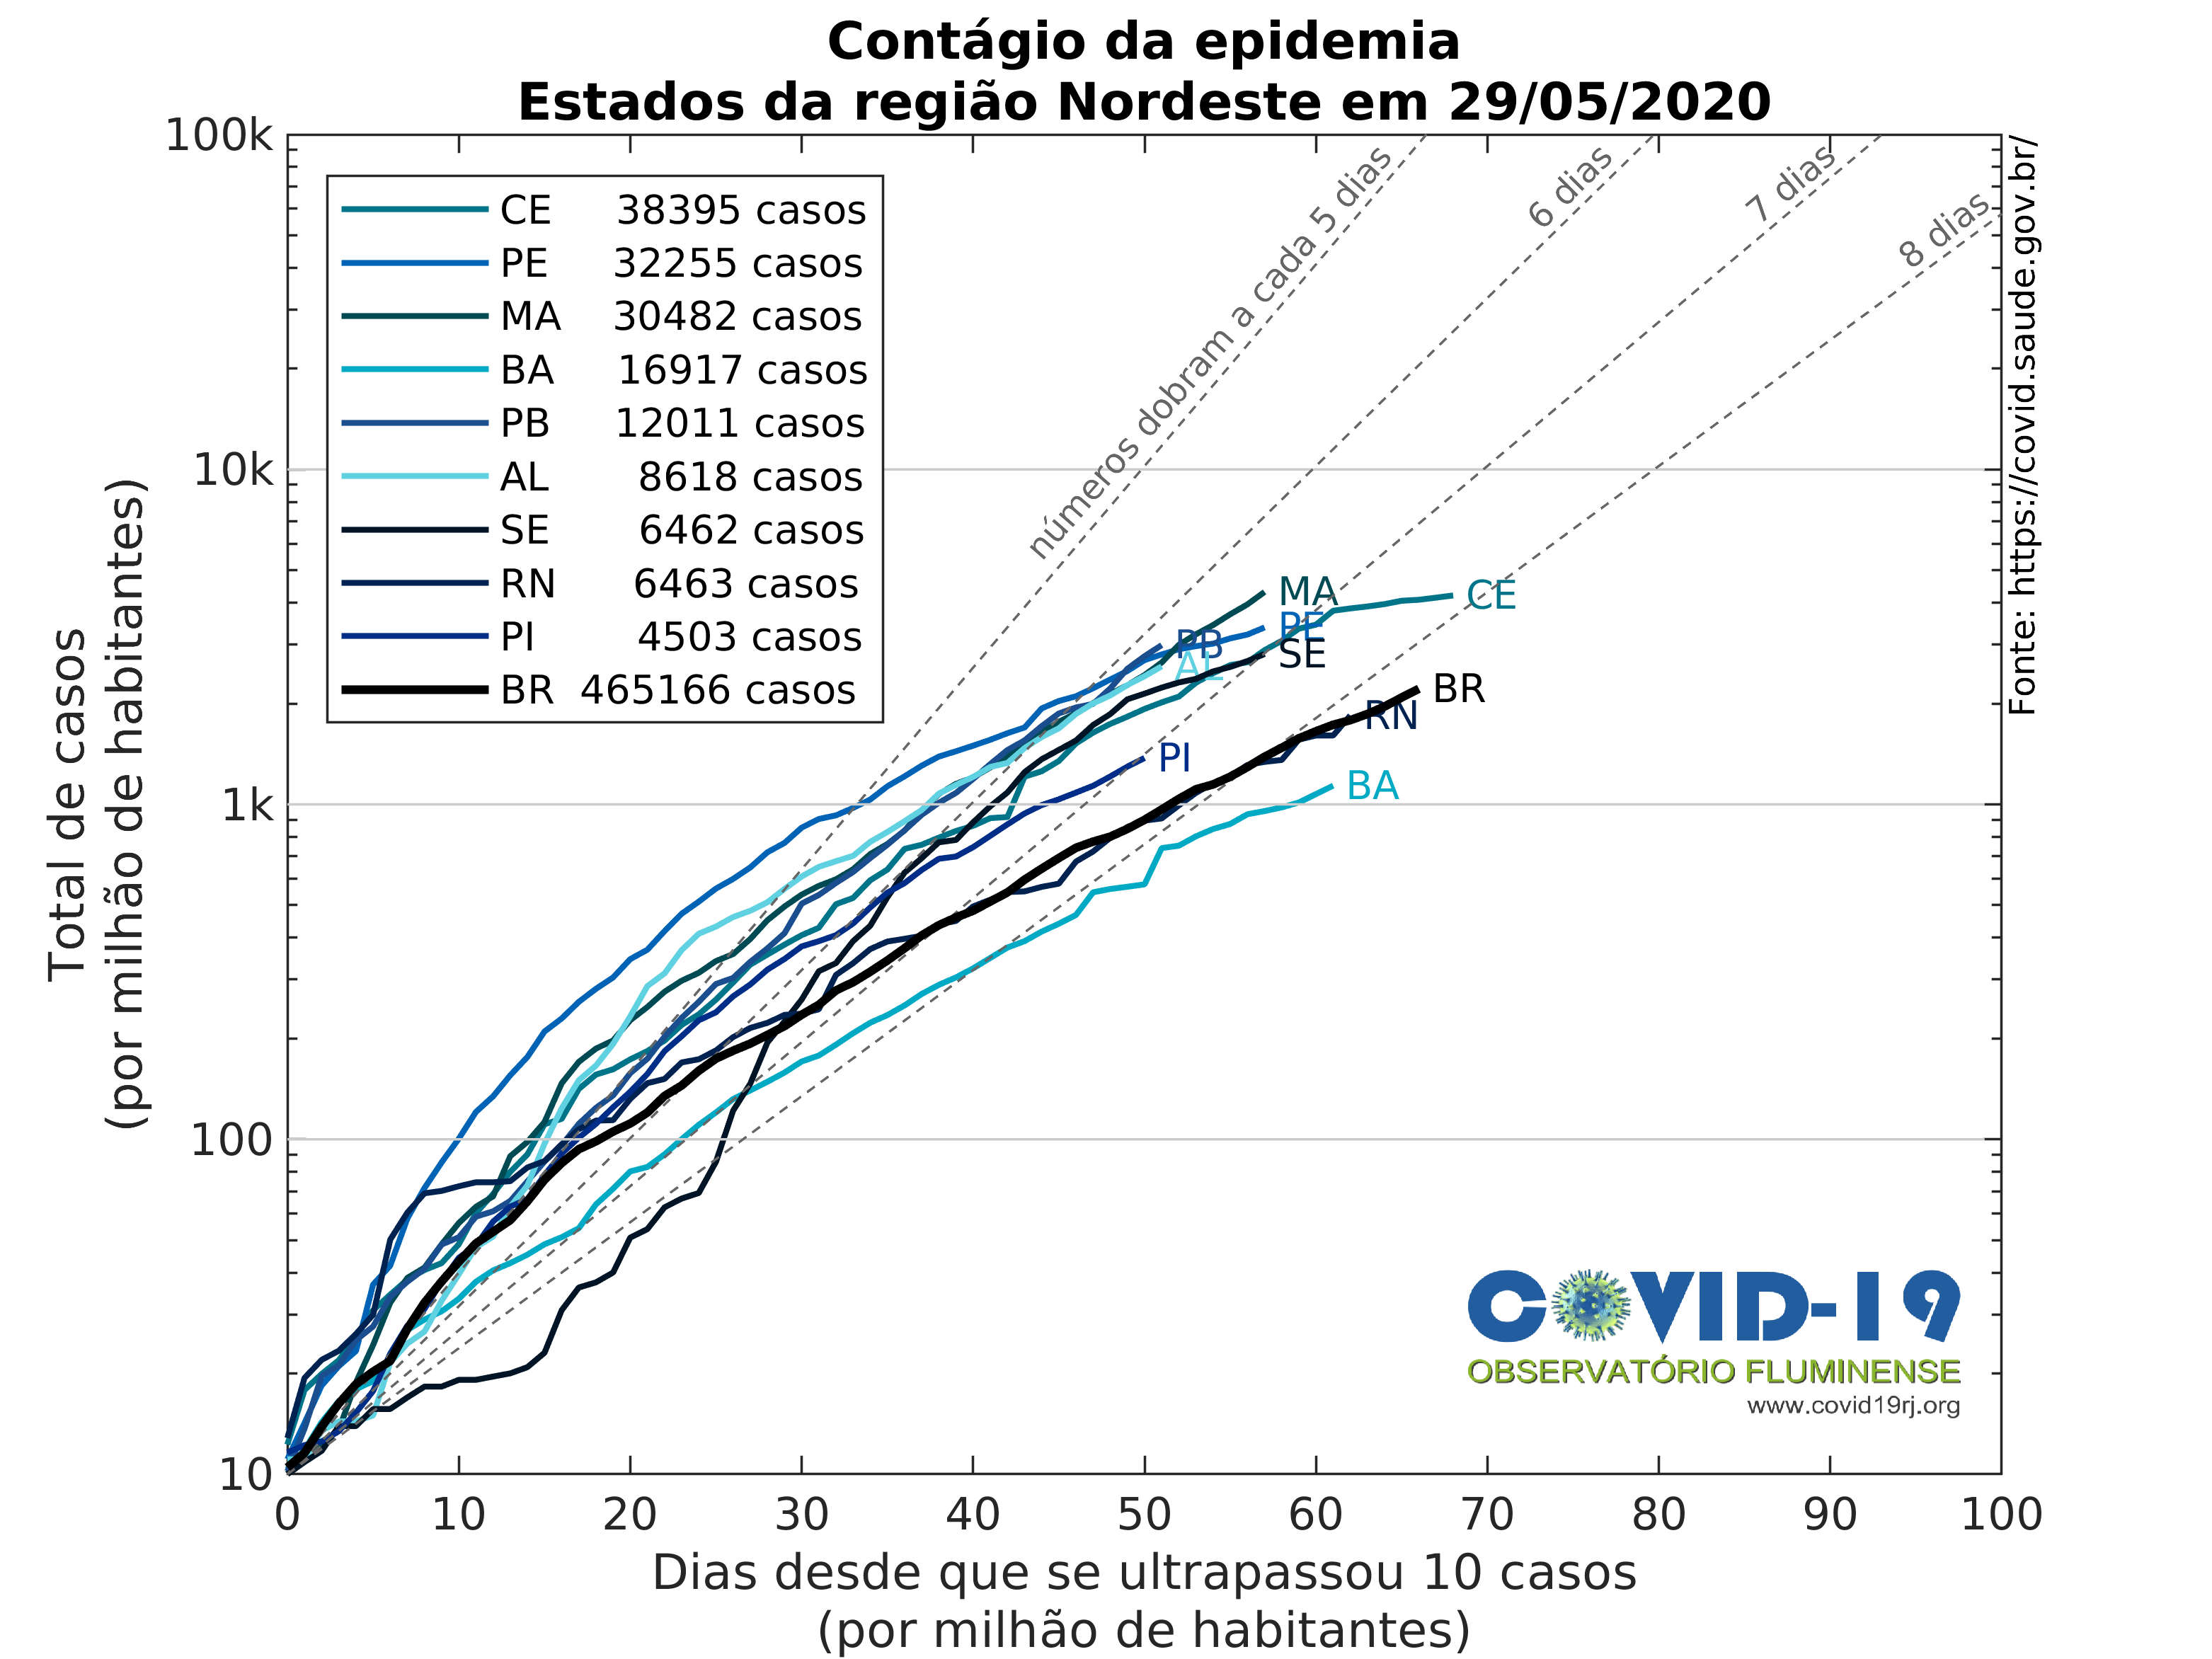 Contágio da epidemia
Estados da região Nordeste em 29/05/2020
100k
10k
1k
100
10
Total de casos
(por milhão de habitantes)
CE 38395 casos
PE 32255 casos
MA 30482 casos
BA 16917 casos
PB 12011 casos
AL 8618 casos
SE 6462 casos
RN 6463 casos
PI 4503 casos
BR 465166 casos
números dobram a cada 5 dias
6 dias
7 dias
8 dias
MA
CE
PE
PB
SE
AL
BR
RN
PI
BA
Fonte: https://covid.saude.gov.br/
COVID-19
OBSERVATÓRIO FLUMINENSE
www.covid19rj.org
0 10 20 30 40 50 60 70 80 90 100
Dias desde que se ultrapassou 10 casos
(por milhão de habitantes)